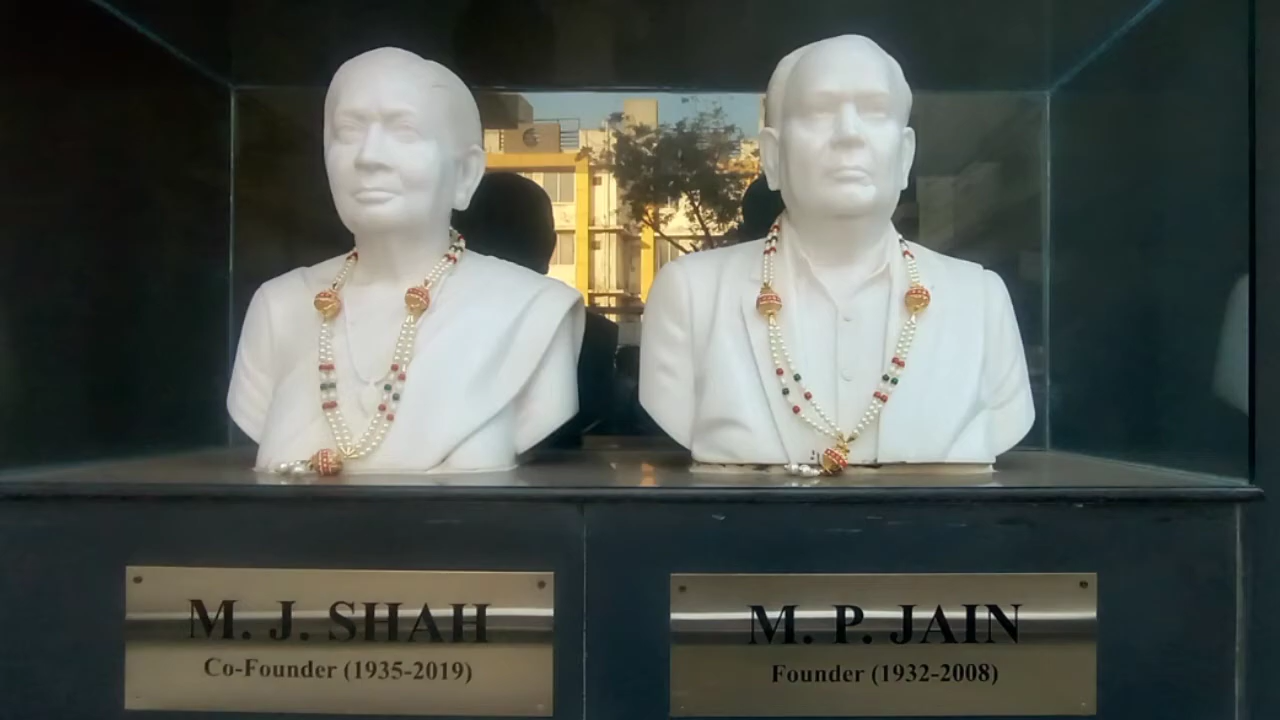 M. J. SHAH
Co-Founder (1935-2019)
M. P. JAIN
Founder (1932-2008)